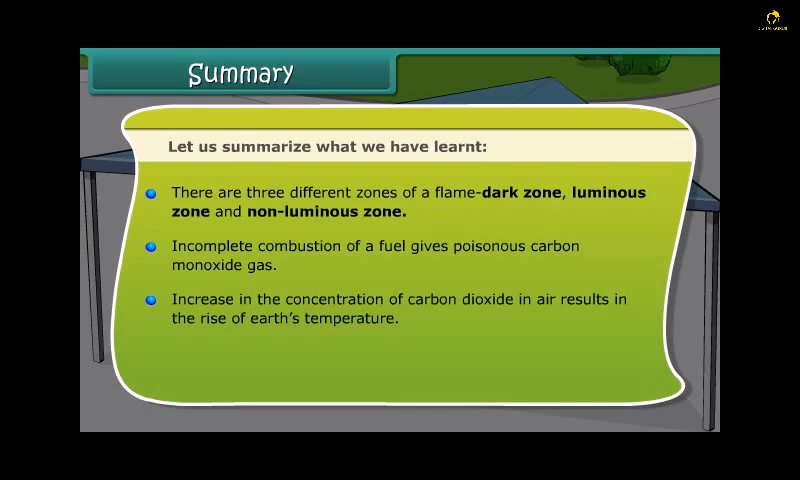 Summary
Let us summarize what we have learnt:
There are three different zones of a flame-dark zone, luminous
zone and non-luminous zone.
Incomplete combustion of a fuel gives poisonous carbon
monoxide gas.
Increase in the concentration of carbon dioxide in air results in
the rise of earth's temperature.